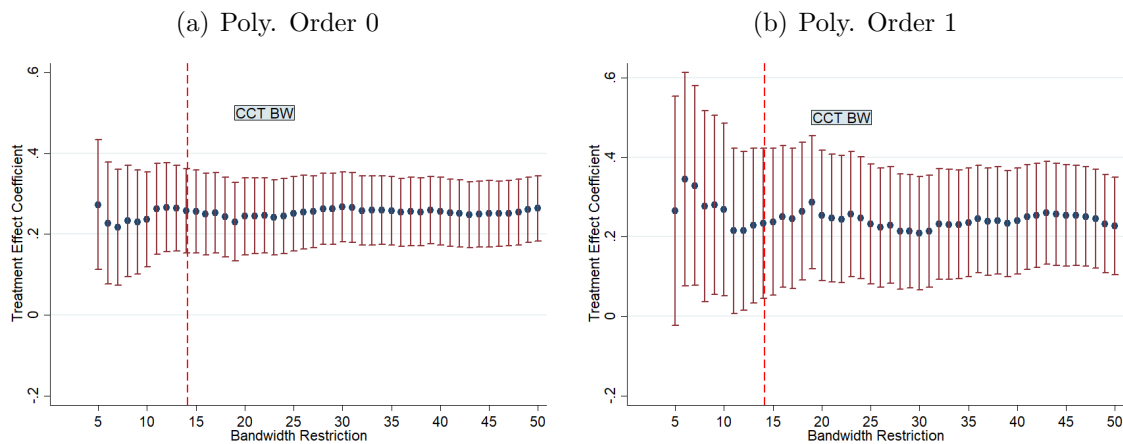 (a) Poly. Order 0
Treatment Effect Coefficient
.6
.4
.2
0
-.2
CCT BW
5 10 15 20 25 30 35 40 45 50
Bandwidth Restriction
(b) Poly. Order 1
Treatment Effect Coefficient
.6
.4
.2
0
-.2
CCT BW
5 10 15 20 25 30 35 40 45 50
Bandwidth Restriction